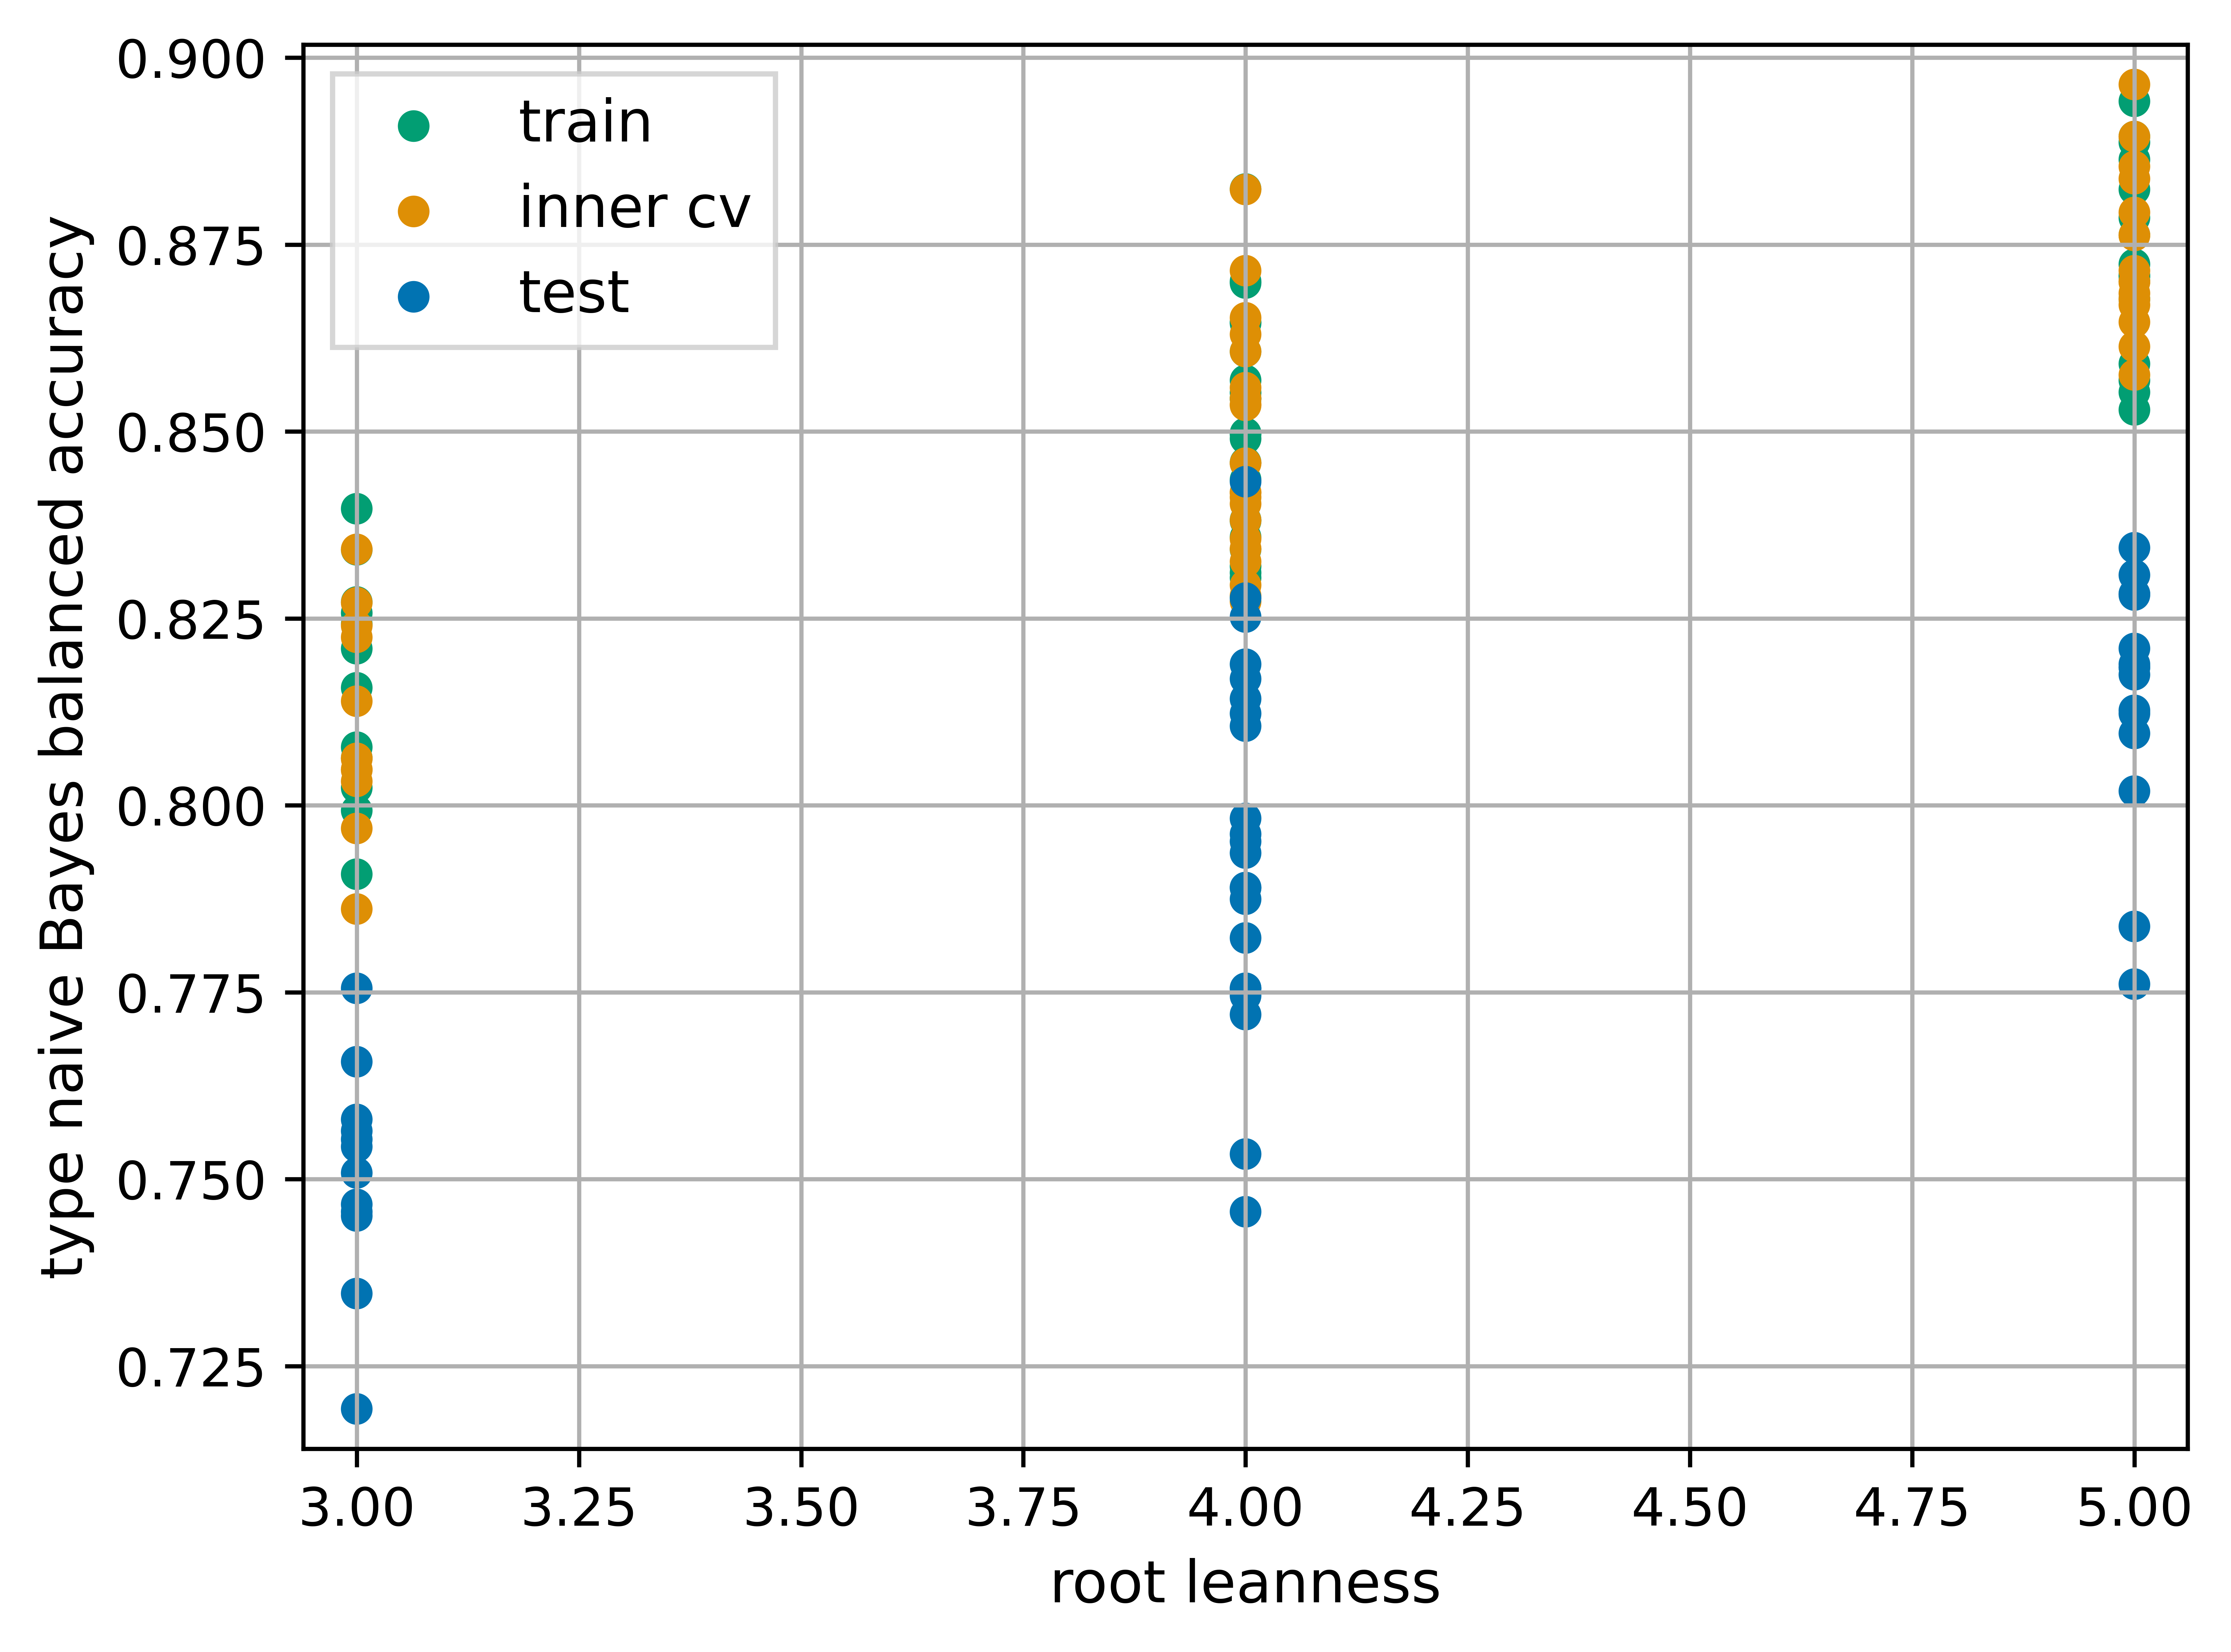 0.900
0.875
0.850
0.825
0.800
0.775
0.750
0.725
type naive Bayes balanced accuracy
train
inner cv
test
3.00 3.25 3.50 3.75 4.00 4.25 4.50 4.75 5.00
root leanness